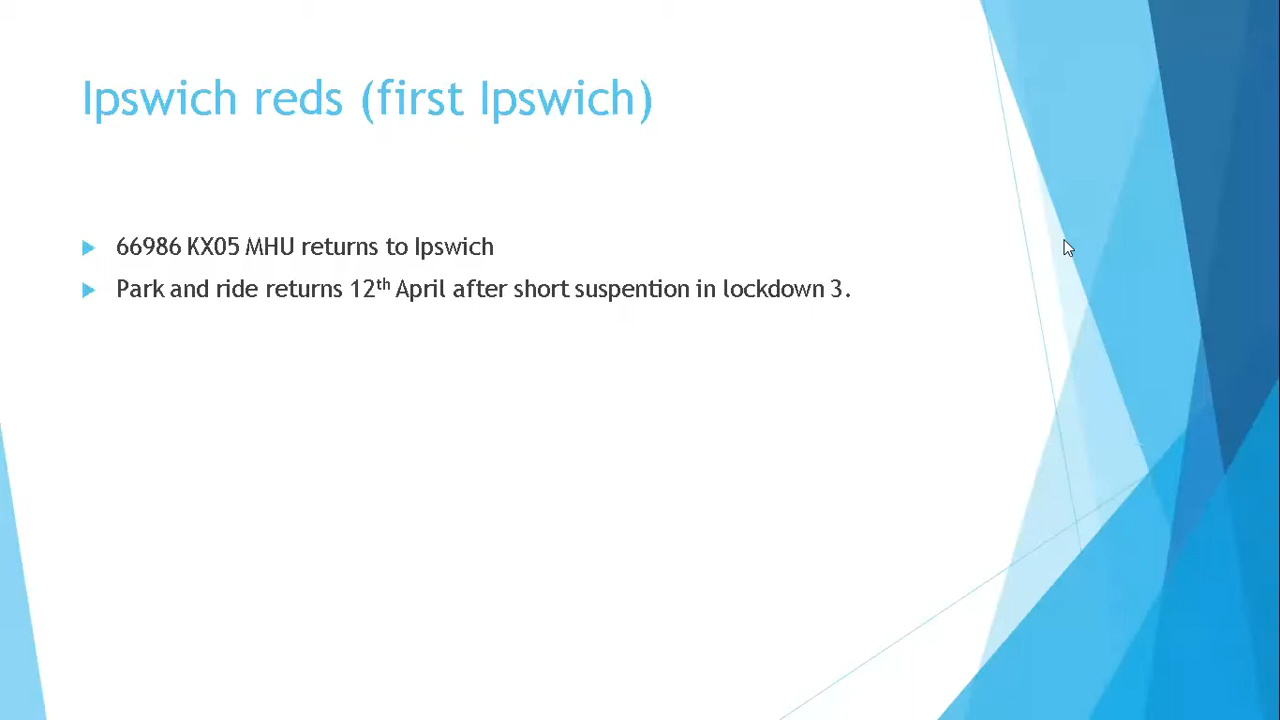 Ipswich reds (first Ipswich)
66986 KX05 MHU returns to Ipswich
Park and ride returns 12th April after short suspention in lockdown 3.